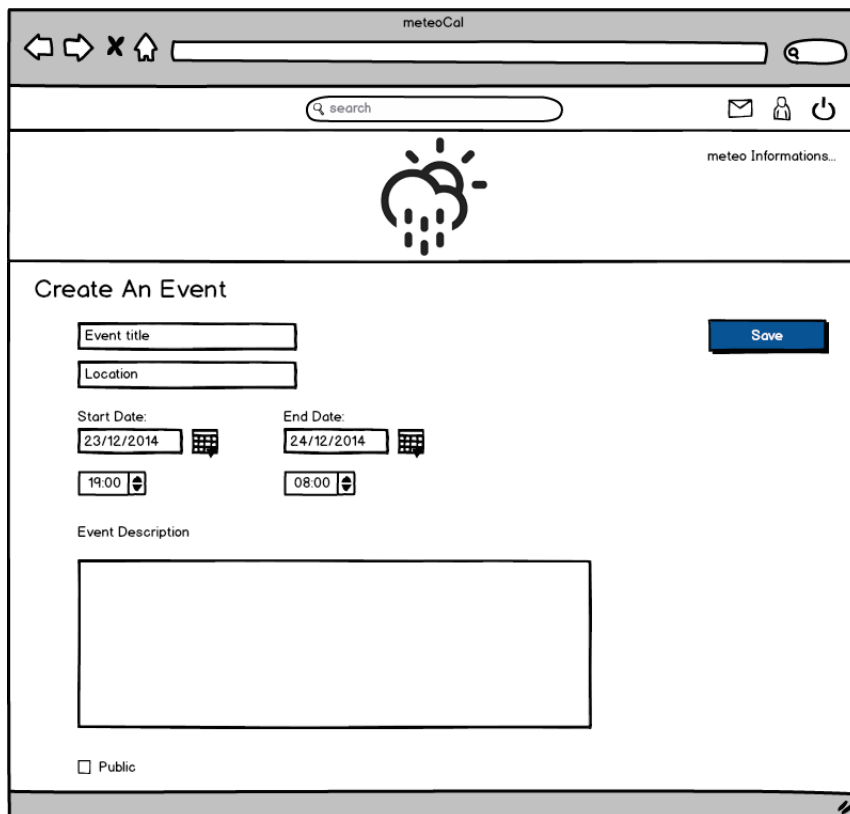 meteoCal
search
meteo Informations...
Create An Event
Event title
Save
Location
Start Date:
End Date:
23/12/2014
24/12/2014
19:00
08:00
Event Description
Public